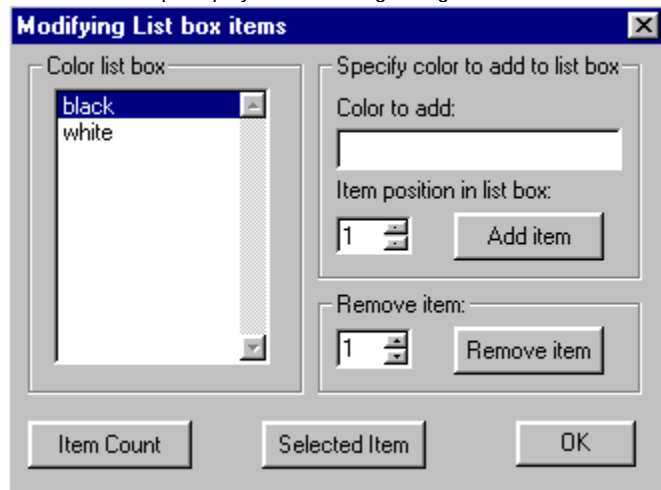 Modifying List box items
Color list box
black
white
Specify color to add to list box
Color to add:
Item position in list box:
1
Add item
Remove item:
1
Remove item
Item Count
Selected Item
OK